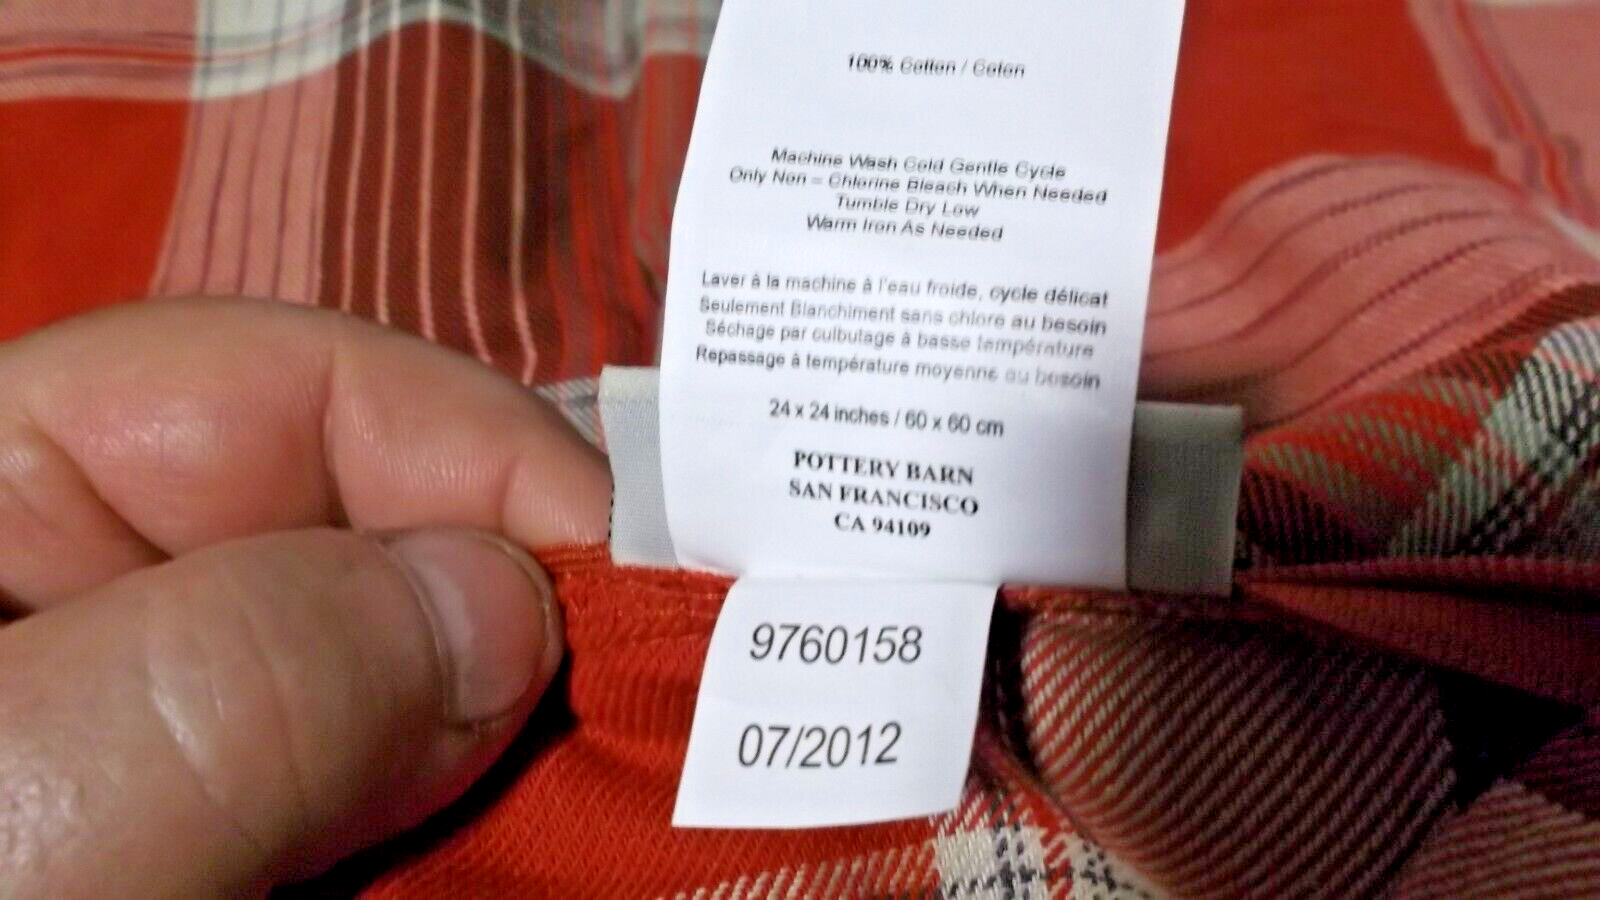 100% Cotton / Coton
Machine Wash Cold Gentle Cycle
Only Non - Chlorine Bleach When Needed
Tumble Dry Low
Warm Iron As Needed
Laver à la machine à l'eau froide, cycle délicat
Seulement Blanchiment sans chlore au besoin
Séchage par culbutage à basse température
Repassage à température moyenne au besoin
24 x 24 inches / 60 x 60 cm
POTTERY BARN
SAN FRANCISCO
CA 94109
9760158
07/2012